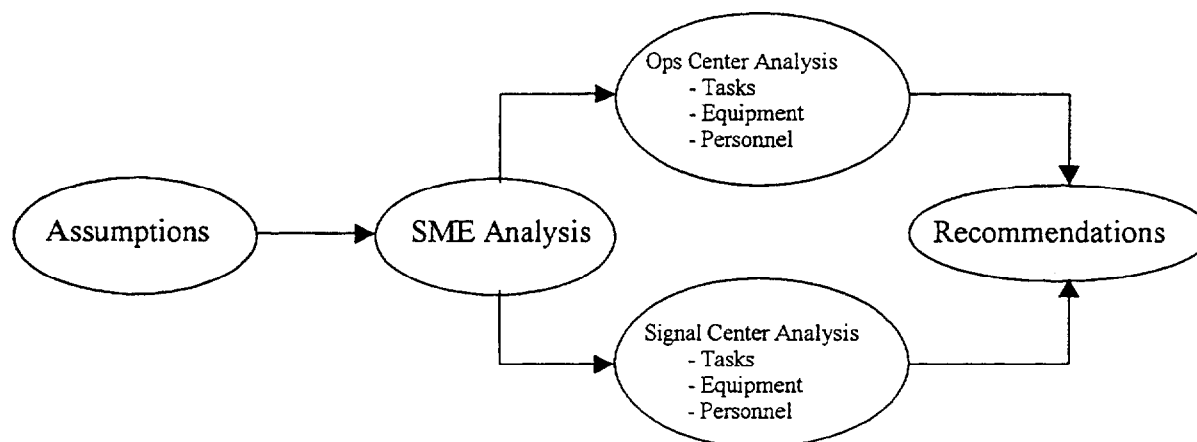 Assumptions
SME Analysis
Ops Center Analysis
- Tasks
- Equipment
- Personnel
Signal Center Analysis
- Tasks
- Equipment
- Personnel
Recommendations